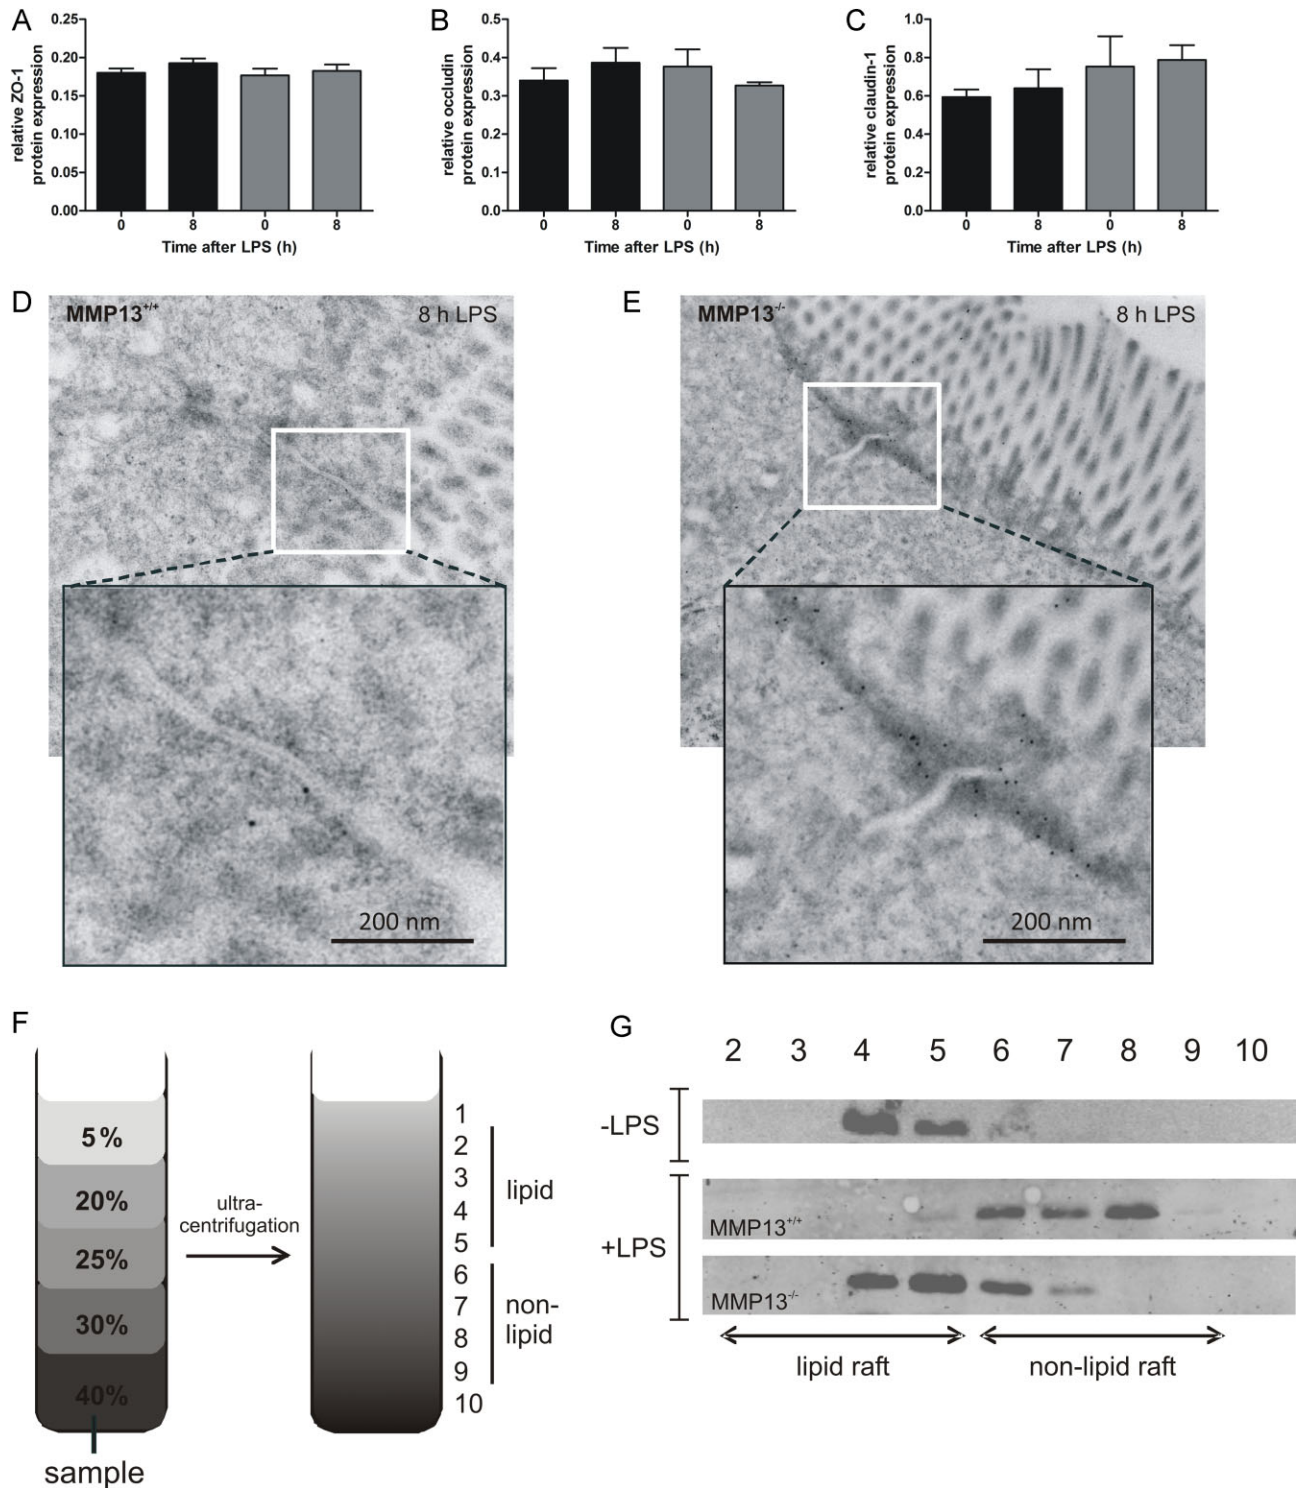 A
relative ZO-1
protein expression
0.25
0.20
0.15
0.10
0.05
0.00
0 8 0 8
Time after LPS (h)
B
relative occludin
protein expression
0.5
0.4
0.3
0.2
0.1
0.0
0 8 0 8
Time after LPS (h)
C
relative claudin-1
protein expression
1.0
0.8
0.6
0.4
0.2
0.0
0 8 0 8
Time after LPS (h)
D
MMP13+/+ 8 h LPS
200 nm
E
MMP13-/- 8 h LPS
200 nm
F
5%
20%
25%
30%
40%
sample
ultra-
centrifugation
1
2
3
4
5
6
7
8
9
10
lipid
non-
lipid
G
2 3 4 5 6 7 8 9 10
-LPS
+LPS
MMP13+/+
MMP13-/-
lipid raft non-lipid raft